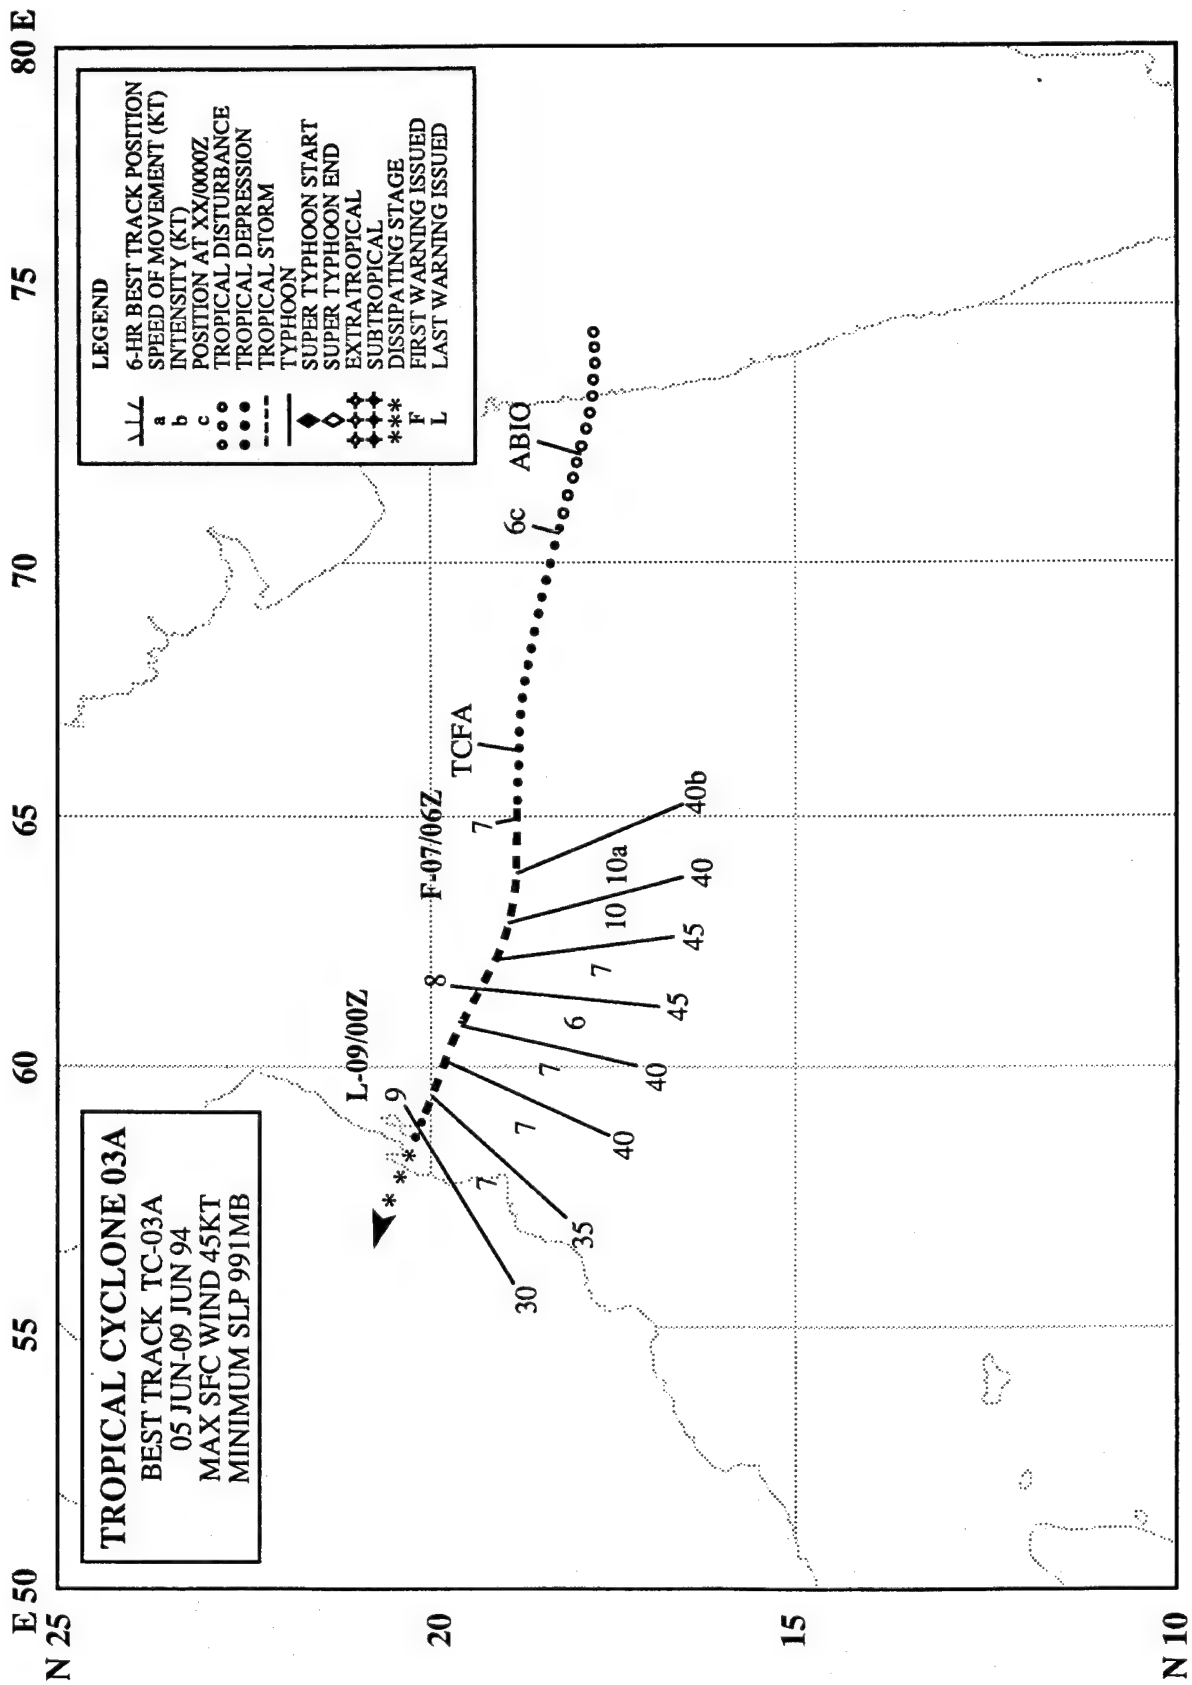 TROPICAL CYCLONE 03A
BEST TRACK TC-03A
05 JUN-09 JUN 94
MAX SFC WIND 45KT
MINIMUM SLP 991MB
LEGEND
6-HR BEST TRACK POSITION
a SPEED OF MOVEMENT (KT)
b INTENSITY (KT)
c POSITION AT XX/0000Z
TROPICAL DISTURBANCE
TROPICAL DEPRESSION
TROPICAL STORM
TYPHOON
SUPER TYPHOON START
SUPER TYPHOON END
EXTRATROPICAL
SUBTROPICAL
*** DISSIPATING STAGE
F FIRST WARNING ISSUED
L LAST WARNING ISSUED
L-09/00Z
9
8
F-07/06Z
7
TCFA
6c
ABIO
30
35
40
40
45
45
40
40b
7
7
7
6
7
10
10a
N 25
20
15
N 10
E 50
55
60
65
70
75
80 E